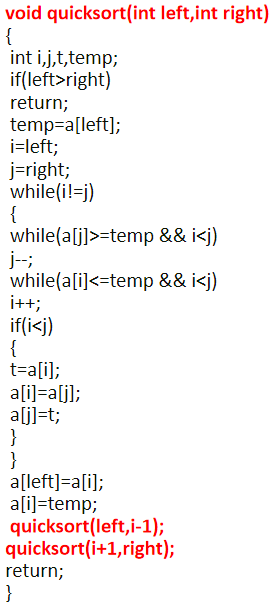 void quicksort(int left,int right)
{
int i,j,t,temp;
if(left>right)
return;
temp=a[left];
i=left;
j=right;
while(i!=j)
{
while(a[j]>=temp && i<j)
j--;
while(a[i]<=temp && i<j)
i++;
if(i<j)
{
t=a[i];
a[i]=a[j];
a[j]=t;
}
}
a[left]=a[i];
a[i]=temp;
quicksort(left,i-1);
quicksort(i+1,right);
return;
}